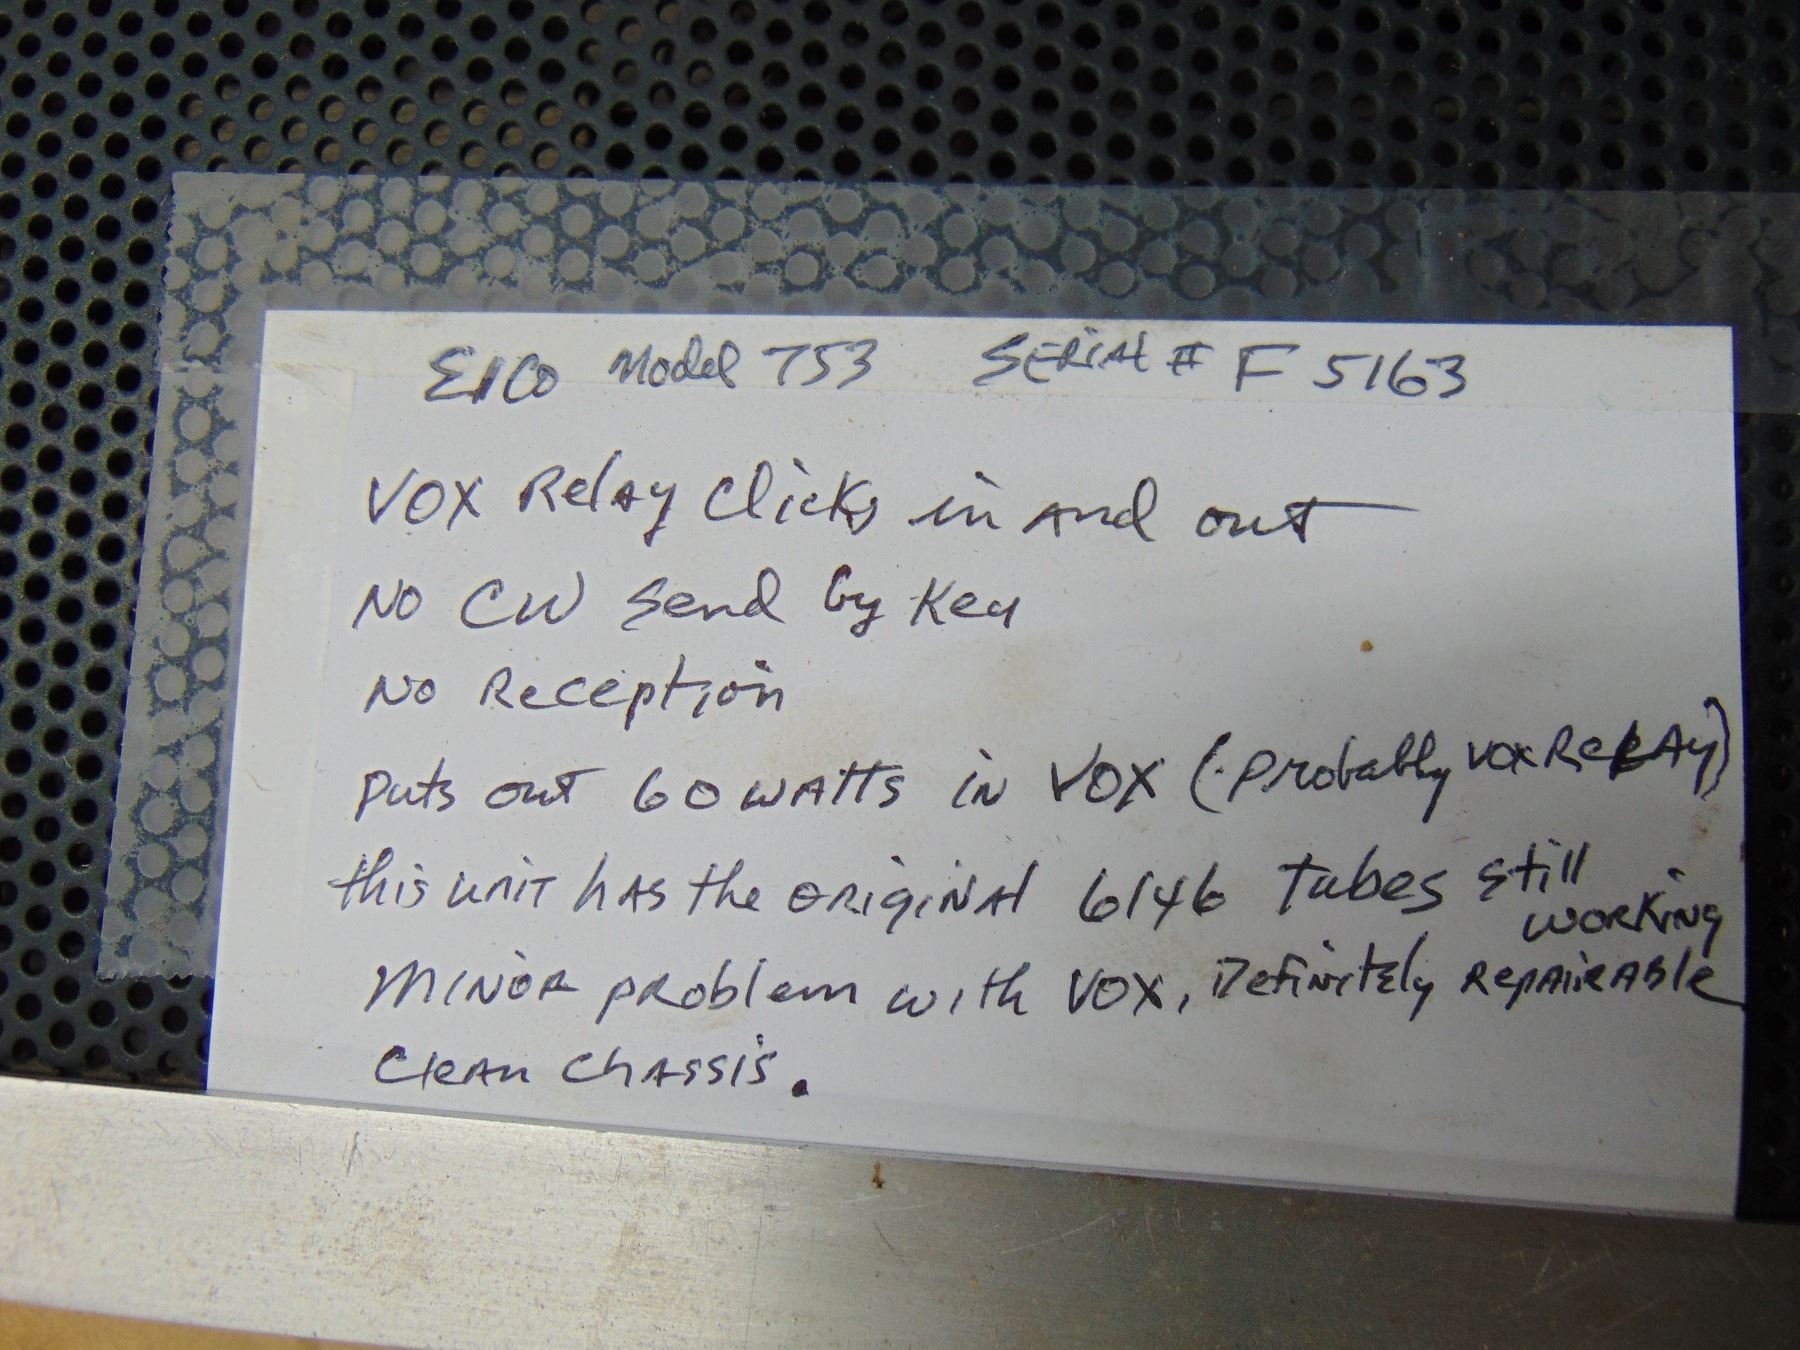 EICO Model 753 SERIAL # F 5163
VOX Relay Clicks in and out
NO CW Send by Key
NO Reception
Puts out 60 WATTS in VOX (probably VOX RELAY)
this unit has the ORIGINAL 6146 Tubes still
WORKING
MINOR PROblem with VOX, Definitely REPAIRABLE
Clean Chassis.